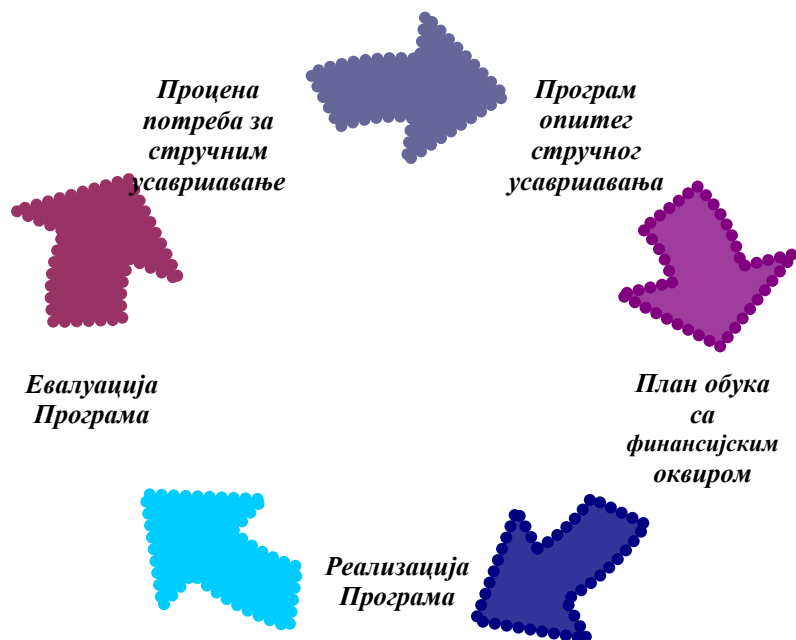 Процена
потреба за
стручним
усавршавање
Програм
општег
стручног
усавршавања
План обука
са
финансијским
оквиром
Реализација
Програма
Евалуација
Програма